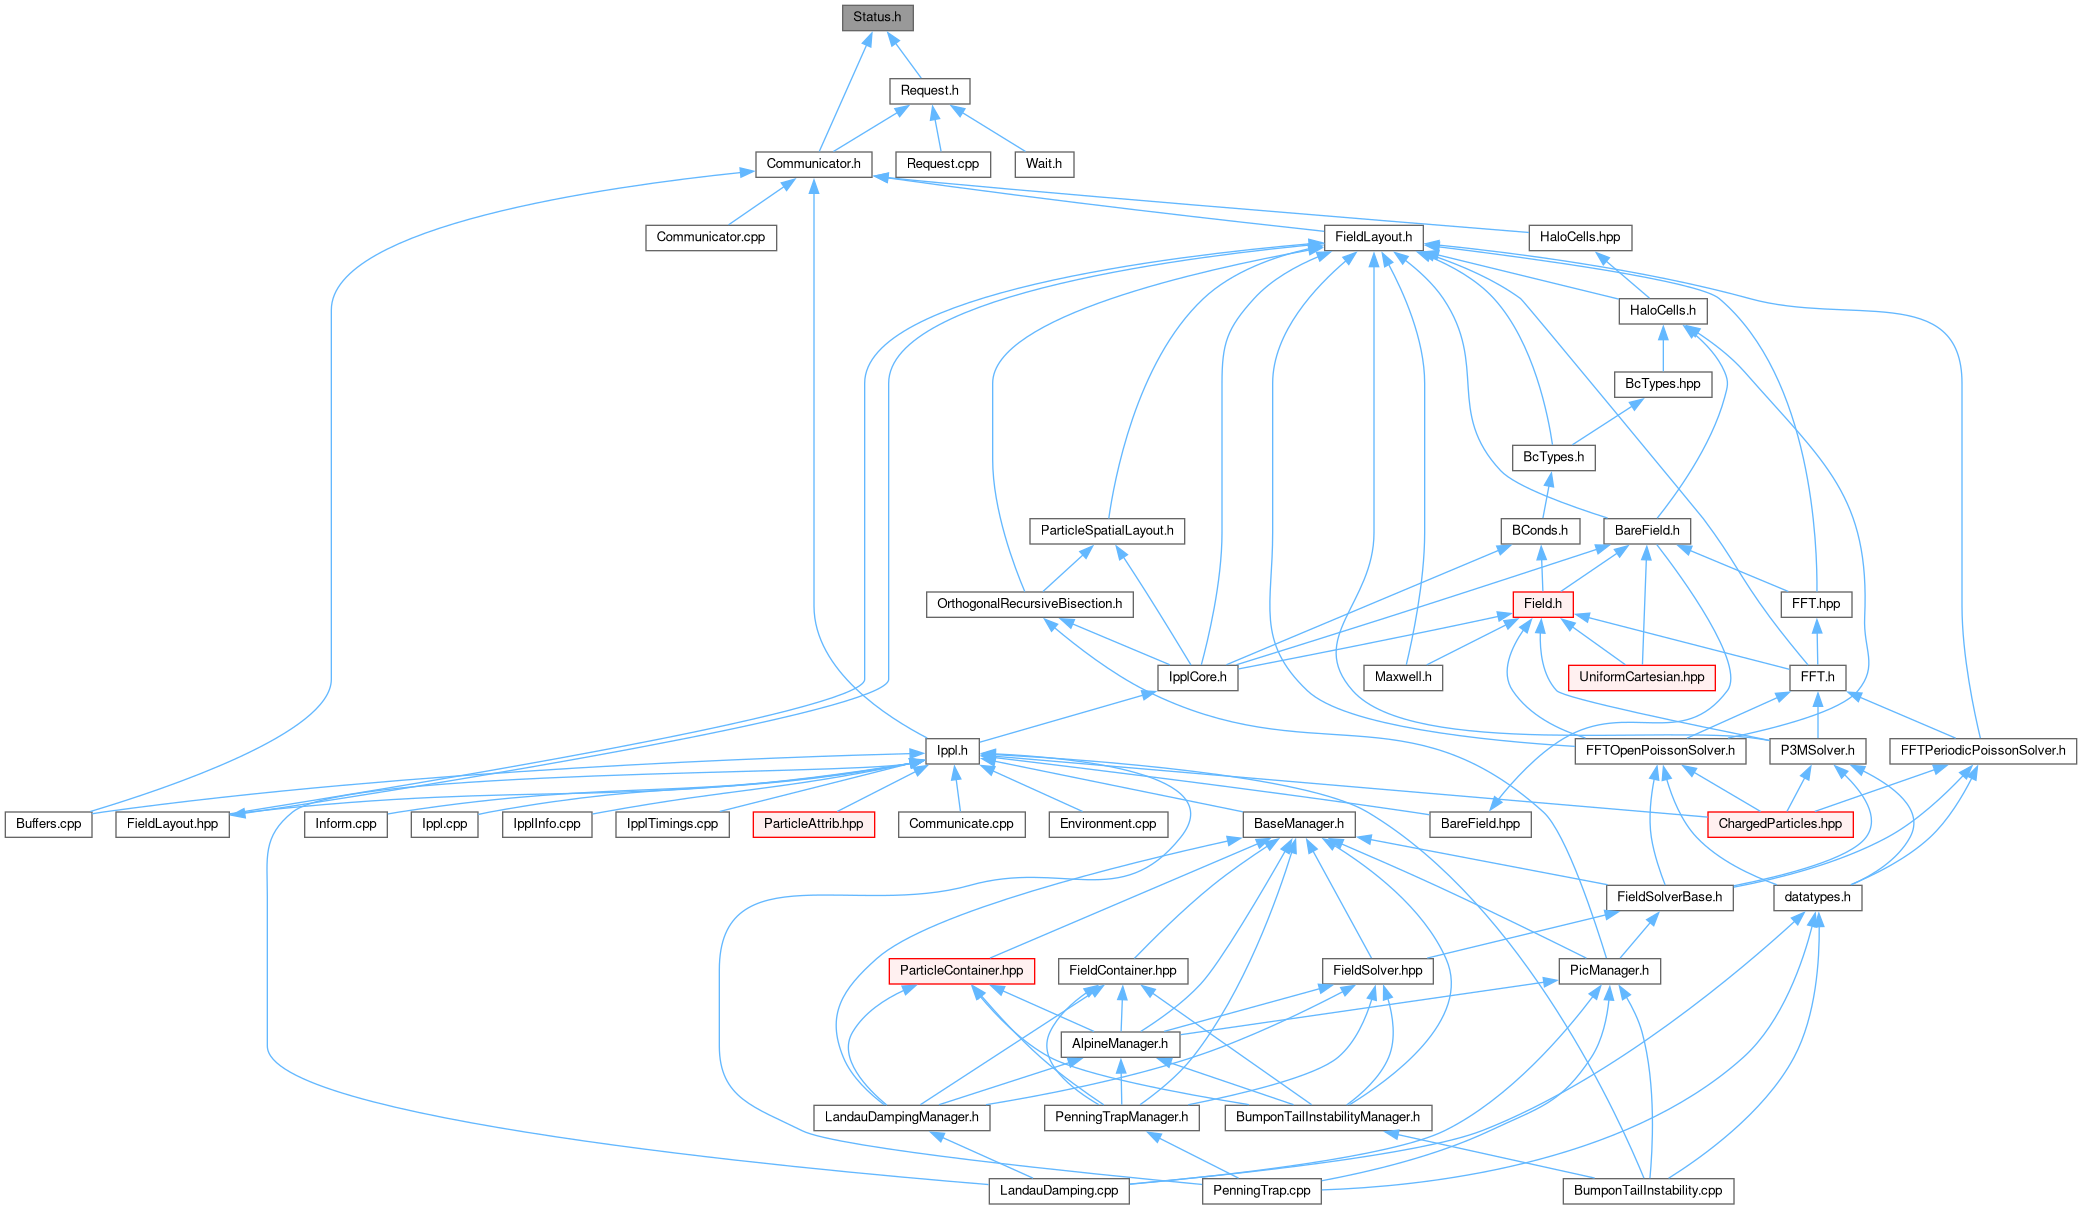 Status.h
Request.h
Communicator.h
Request.cpp
Wait.h
Communicator.cpp
FieldLayout.h
HaloCells.hpp
HaloCells.h
BcTypes.hpp
BcTypes.h
ParticleSpatialLayout.h
BConds.h
BareField.h
OrthogonalRecursiveBisection.h
Field.h
FFT.hpp
IpplCore.h
Maxwell.h
UniformCartesian.hpp
FFT.h
Ippl.h
FFTOpenPoissonSolver.h
P3MSolver.h
FFTPeriodicPoissonSolver.h
Buffers.cpp
FieldLayout.hpp
Inform.cpp
Ippl.cpp
IpplInfo.cpp
IpplTimings.cpp
ParticleAttrib.hpp
Communicate.cpp
Environment.cpp
BaseManager.h
BareField.hpp
ChargedParticles.hpp
FieldSolverBase.h
datatypes.h
ParticleContainer.hpp
FieldContainer.hpp
FieldSolver.hpp
PicManager.h
AlpineManager.h
LandauDampingManager.h
PenningTrapManager.h
BumponTailInstabilityManager.h
LandauDamping.cpp
PenningTrap.cpp
BumponTailInstability.cpp